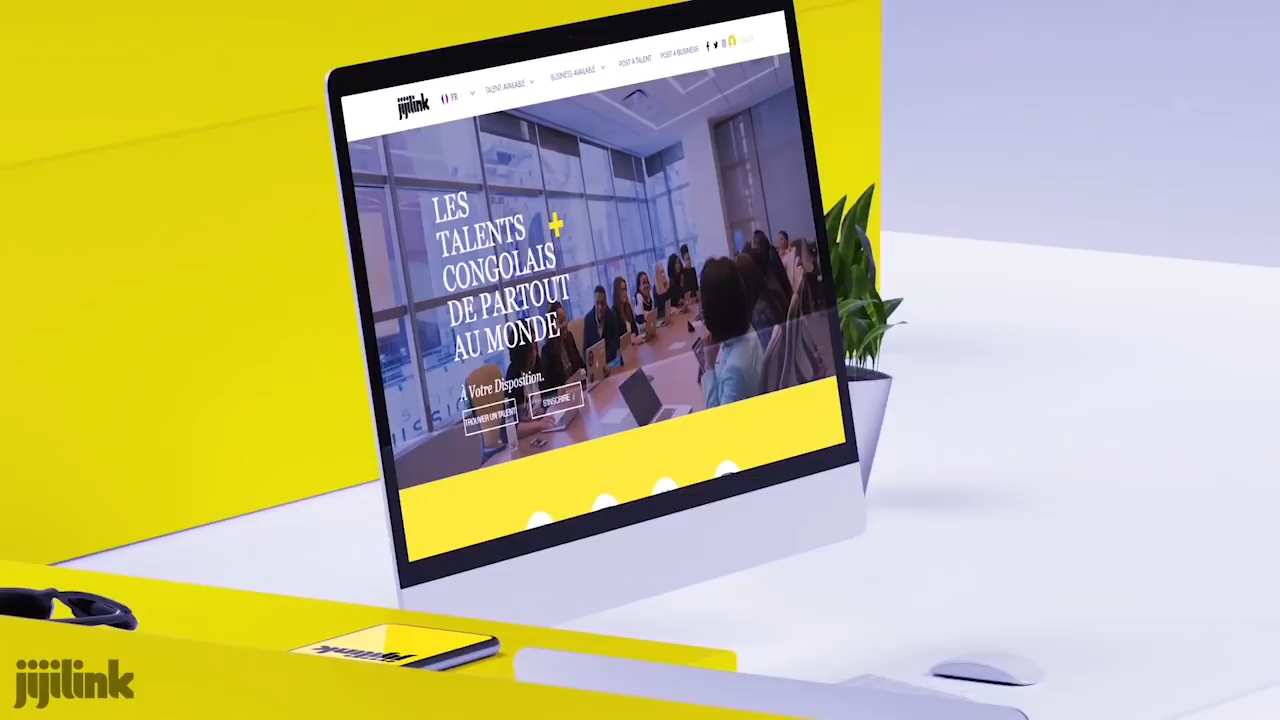 jijilink
FR
TALENT AVAILABLE
BUSINESS AVAILABLE
POST A TALENT
POST A BUSINESS
LES
TALENTS
CONGOLAIS
DE PARTOUT
AU MONDE
À Votre Disposition.
TROUVER UN TALENT
S'INSCRIRE
jijilink
jijilink